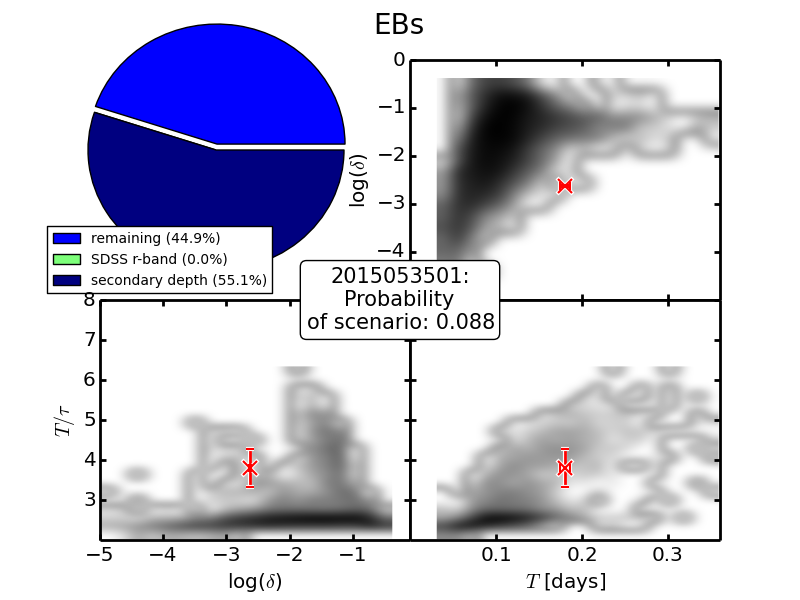 EBs
remaining (44.9%)
SDSS r-band (0.0%)
secondary depth (55.1%)
0
−1
−2
−3
−4
log(δ)
2015053501:
Probability
of scenario: 0.088
8
7
6
5
4
3
T/τ
−5 −4 −3 −2 −1
log(δ)
0.1 0.2 0.3
T [days]